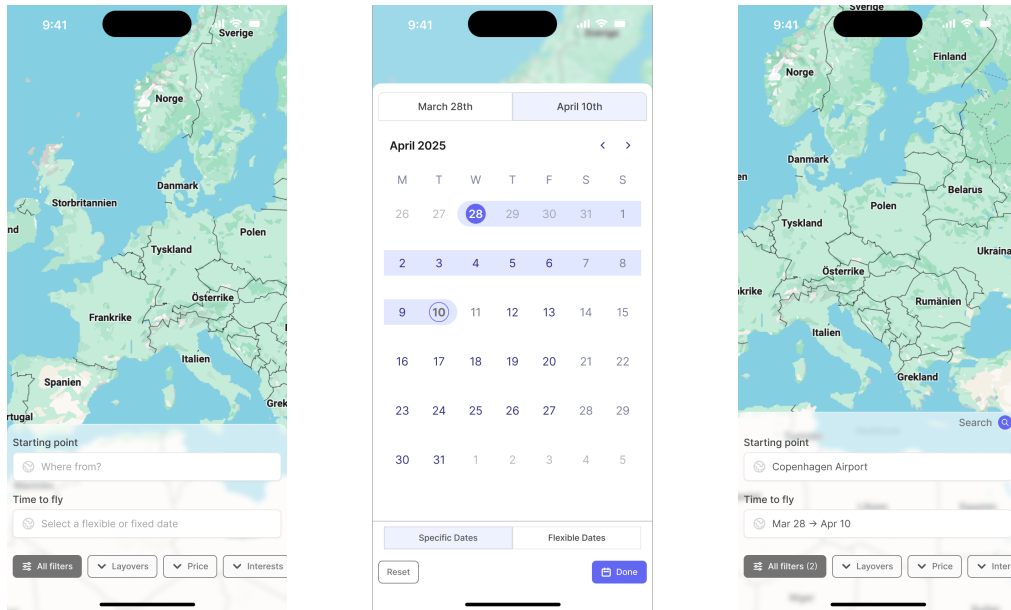 9:41
Sverige
Norge
Danmark
Storbritannien
nd
Polen
Tyskland
Österrike
Frankrike
Italien
Spanien
Grek
rtugal
Starting point
Where from?
Time to fly
Select a flexible or fixed date
All filters Layovers Price Interests
9:41
Sverige
March 28th April 10th
April 2025
M T W T F S S
26 27 28 29 30 31 1
2 3 4 5 6 7 8
9 10 11 12 13 14 15
16 17 18 19 20 21 22
23 24 25 26 27 28 29
30 31 1 2 3 4 5
Specific Dates Flexible Dates
Reset Done
9:41
Sverige
Finland
Norge
Danmark
en
Belarus
Polen
Tyskland
Ukraina
Österrike
krike
Rumänien
Italien
Grekland
Search
Starting point
Copenhagen Airport
Time to fly
Mar 28 → Apr 10
All filters (2) Layovers Price Inter